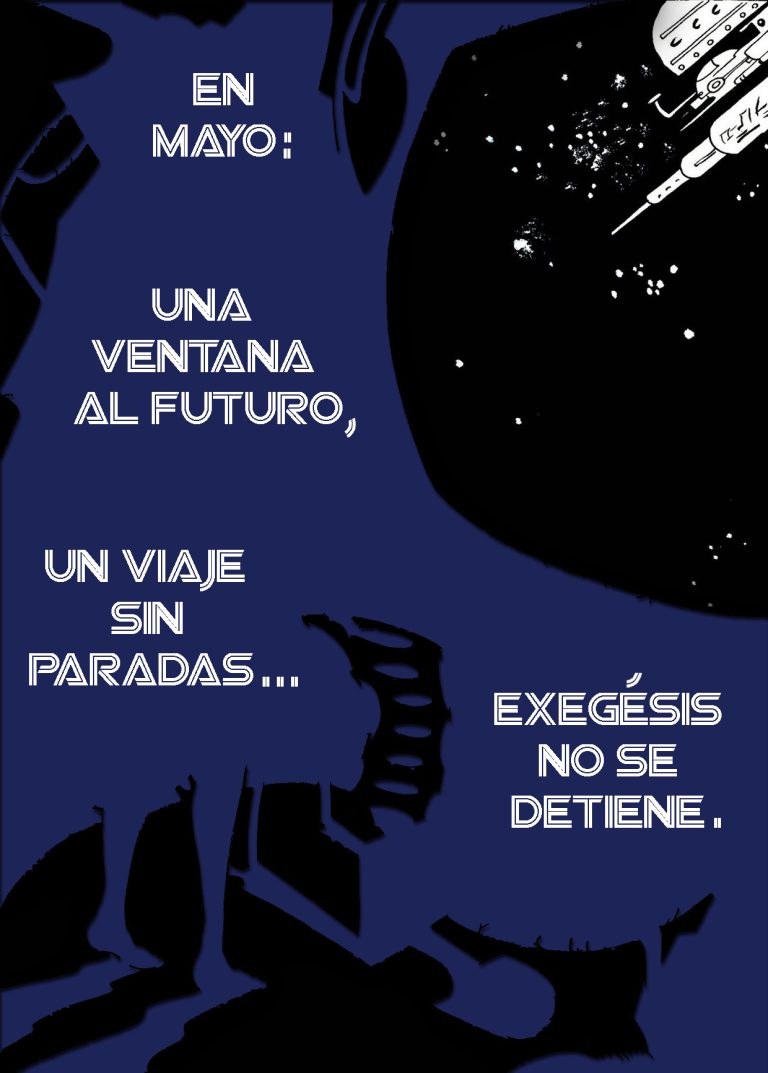 EN
MAYO:
UNA
VENTANA
AL FUTURO,
UN VIAJE
SIN
PARADAS...
EXEGÉSIS
NO SE
DETIENE.